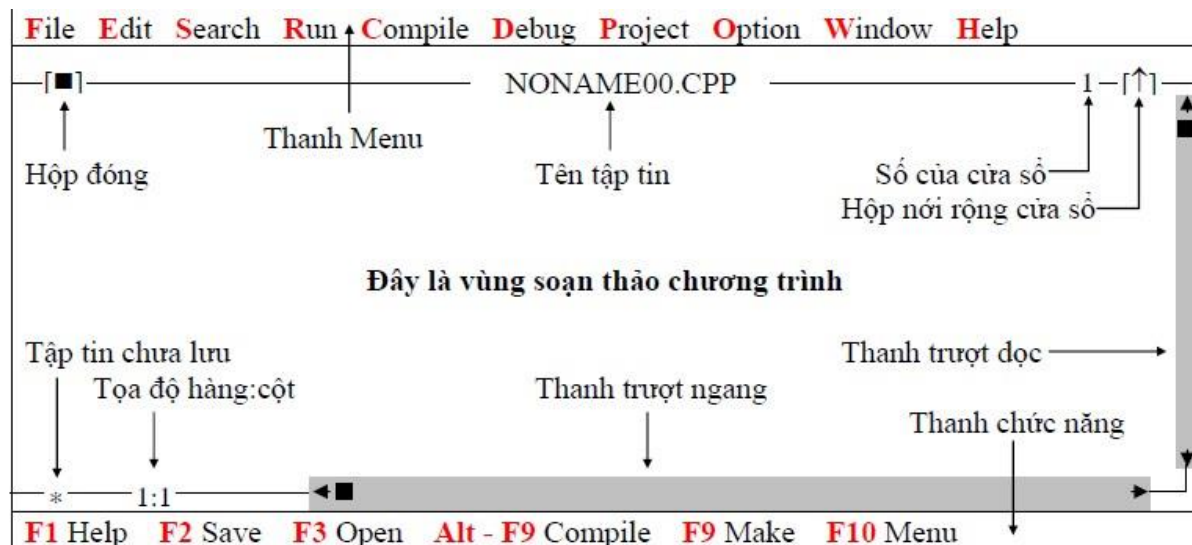 File Edit Search Run Compile Debug Project Option Window Help
[■] NONAME00.CPP 1 [↑]
Thanh Menu
Hộp đóng Tên tập tin Số của cửa sổ
Hộp nới rộng cửa sổ
Đây là vùng soạn thảo chương trình
Tập tin chưa lưu Thanh trượt dọc
Tọa độ hàng:cột Thanh trượt ngang
Thanh chức năng
* 1:1
F1 Help F2 Save F3 Open Alt - F9 Compile F9 Make F10 Menu